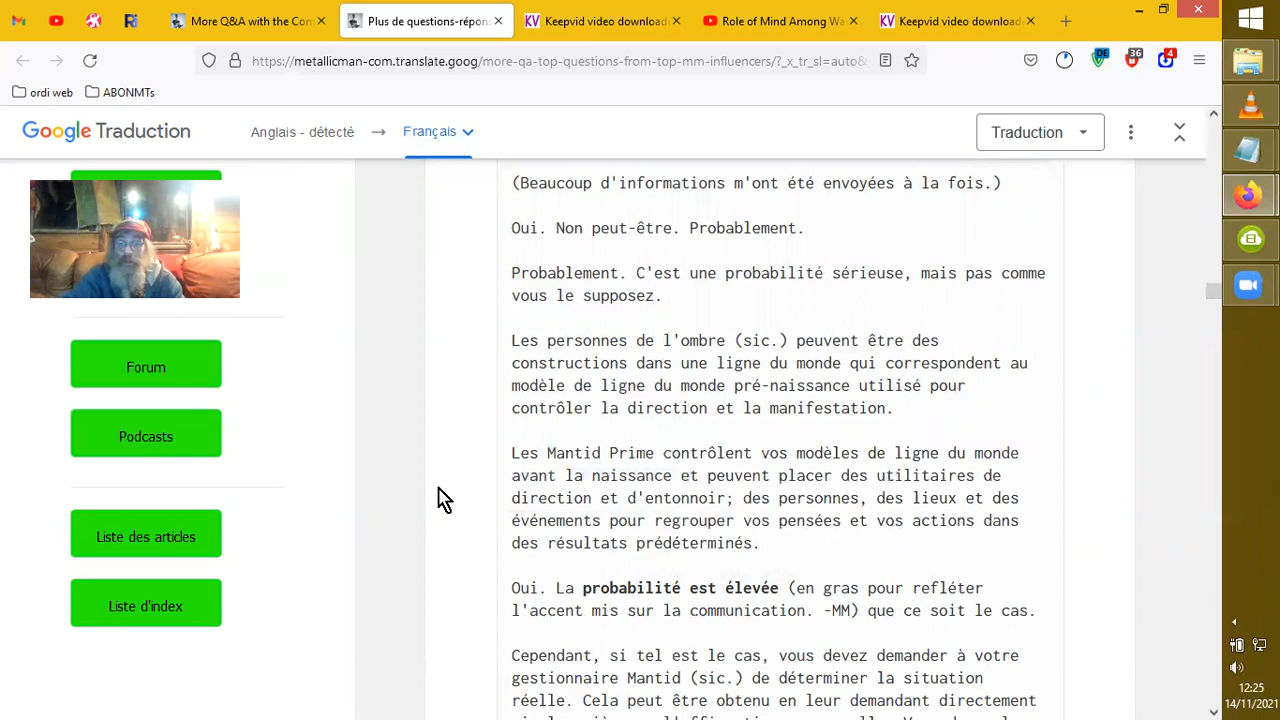 More Q&A with the Com
Plus de questions-répons
Keepvid video download
Role of Mind Among Wa
Keepvid video download
https://metallicman-com.translate.goog/more-qa-top-questions-from-top-mm-influencers/?_x_tr_sl=auto&
DE
36
4
ordi web
ABONMTs
Google Traduction
Anglais - détecté
Français
Traduction
(Beaucoup d'informations m'ont été envoyées à la fois.)
Oui. Non peut-être. Probablement.
Probablement. C'est une probabilité sérieuse, mais pas comme
vous le supposez.
Les personnes de l'ombre (sic.) peuvent être des
constructions dans une ligne du monde qui correspondent au
modèle de ligne du monde pré-naissance utilisé pour
contrôler la direction et la manifestation.
Les Mantid Prime contrôlent vos modèles de ligne du monde
avant la naissance et peuvent placer des utilitaires de
direction et d'entonnoir; des personnes, des lieux et des
événements pour regrouper vos pensées et vos actions dans
des résultats prédéterminés.
Oui. La probabilité est élevée (en gras pour refléter
l'accent mis sur la communication. -MM) que ce soit le cas.
Cependant, si tel est le cas, vous devez demander à votre
gestionnaire Mantid (sic.) de déterminer la situation
réelle. Cela peut être obtenu en leur demandant directement
Forum
Podcasts
Liste des articles
Liste d'index
12:25
14/11/2021